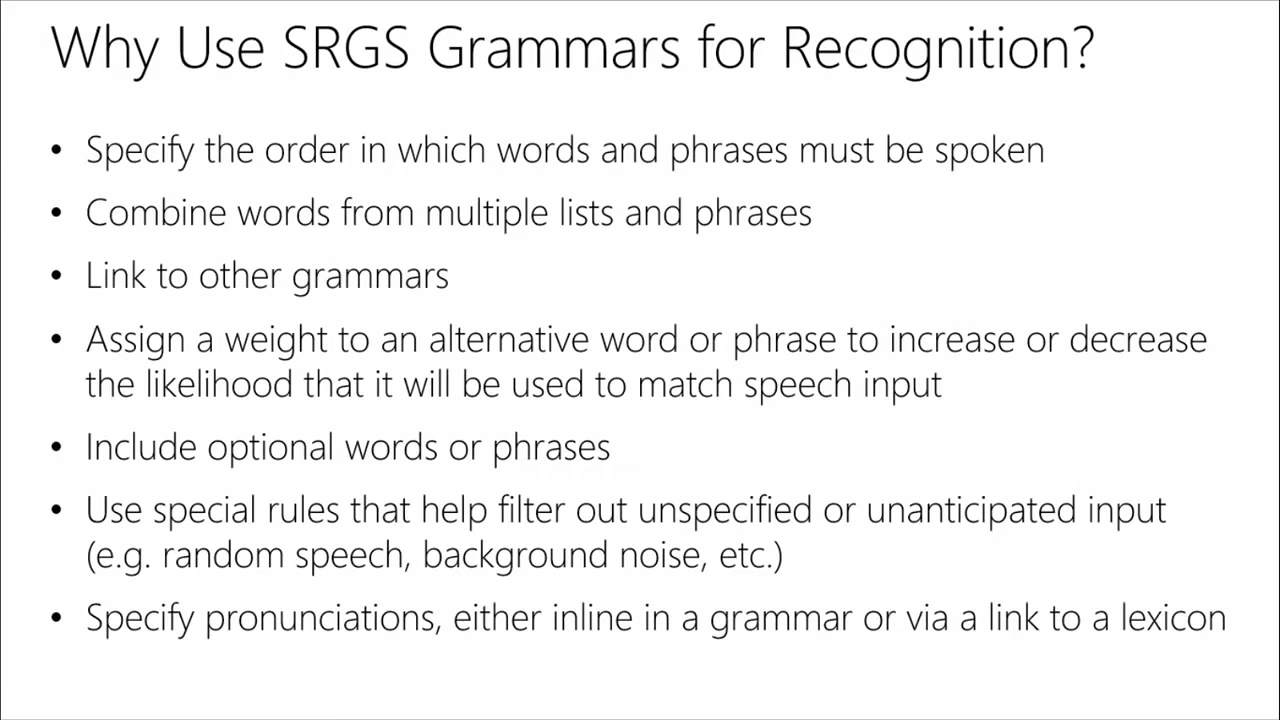 Why Use SRGS Grammars for Recognition?
• Specify the order in which words and phrases must be spoken
• Combine words from multiple lists and phrases
• Link to other grammars
• Assign a weight to an alternative word or phrase to increase or decrease
the likelihood that it will be used to match speech input
• Include optional words or phrases
• Use special rules that help filter out unspecified or unanticipated input
(e.g. random speech, background noise, etc.)
• Specify pronunciations, either inline in a grammar or via a link to a lexicon